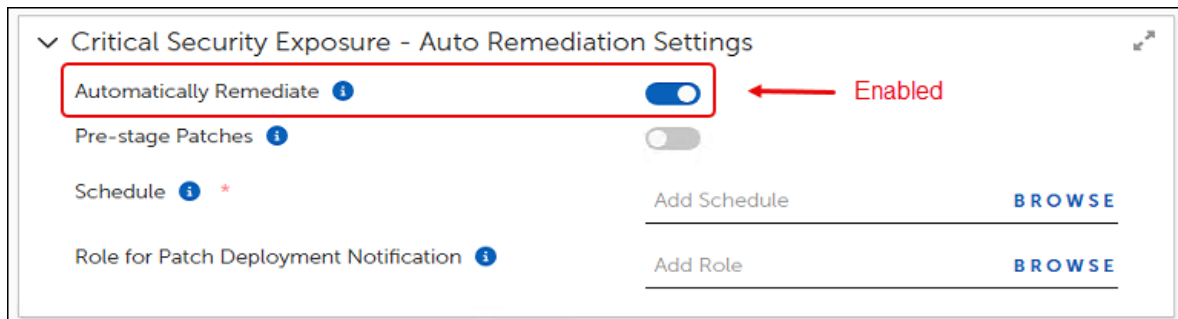 Critical Security Exposure - Auto Remediation Settings
Automatically Remediate
Enabled
Pre-stage Patches
Schedule *
Add Schedule BROWSE
Role for Patch Deployment Notification
Add Role BROWSE